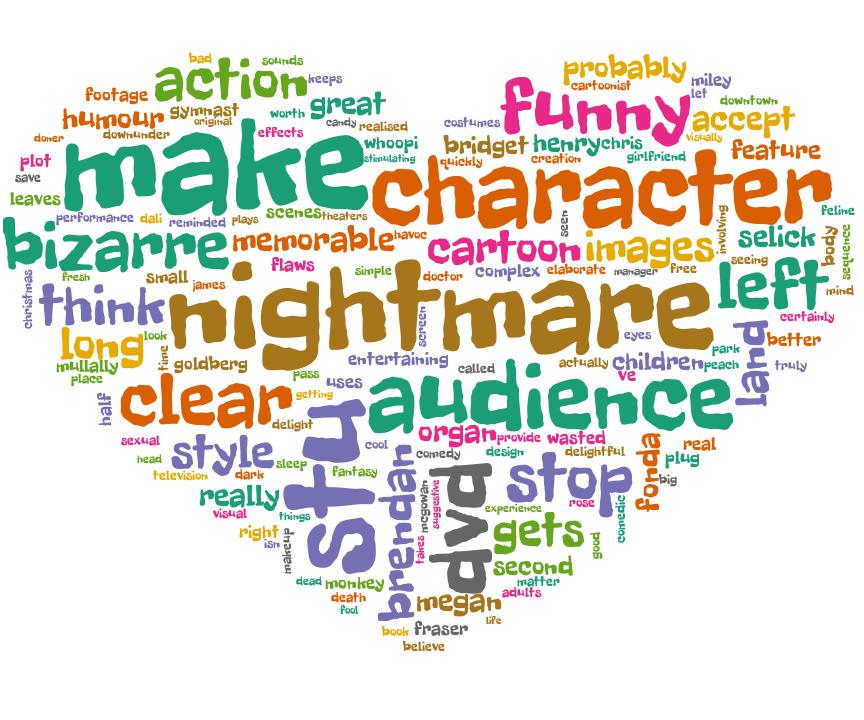 bad
sounds
action
keeps
probably
cartoonist
miley
let
footage
gymnast
original
worth
great
humour
downunder
doner
effects
candy
realised
costumes
funny
downtown
accept
visually
make
whoopi
stimulating
bridget
henry
chris
quickly
creation
girlfriend
feature
plot
save
leaves
character
performance
dali
reminded
plays
scenes
theaters
seen
involving
feline
bizarre
memorable
havoc
cartoon
images
selick
body
sequence
flaws
simple
doctor
complex
elaborate
manager
free
seeing
mind
christmas
fresh
small
james
think
nightmare
left
certainly
long
look
screen
eyes
land
better
mullally
place
time
goldberg
entertaining
called
actually
children
park
peach
truly
pass
uses
getting
ve
half
clear
delight
stu
audience
sexual
style
cool
organ
provide
wasted
real
head
television
dark
sleep
fantasy
comedy
design
delightful
plug
fonda
big
really
visual
things
brendan
mcgowan
suggestive
dvd
stop
rose
experience
comedic
right
isn
makeup
takes
gets
good
second
dead
monkey
matter
death
adults
fool
megan
life
book
fraser
believe